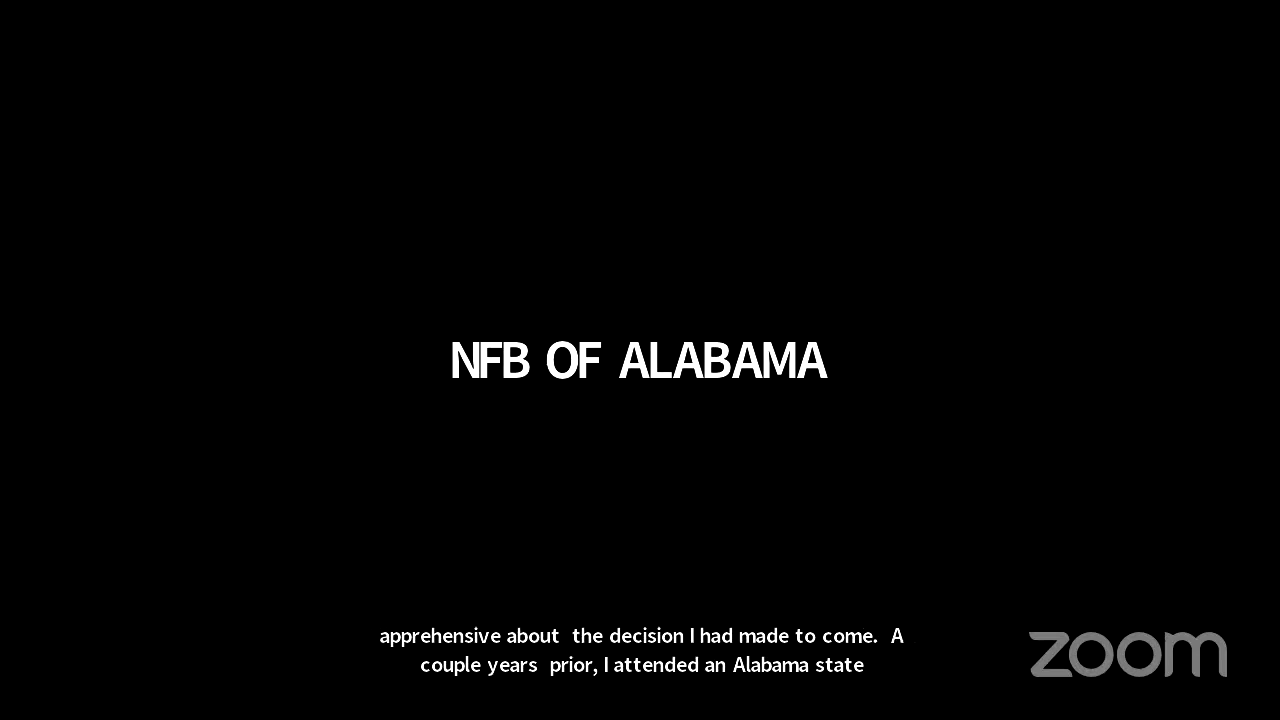 NFB OF ALABAMA
apprehensive about the decision I had made to come. A
couple years prior, I attended an Alabama state
zoom